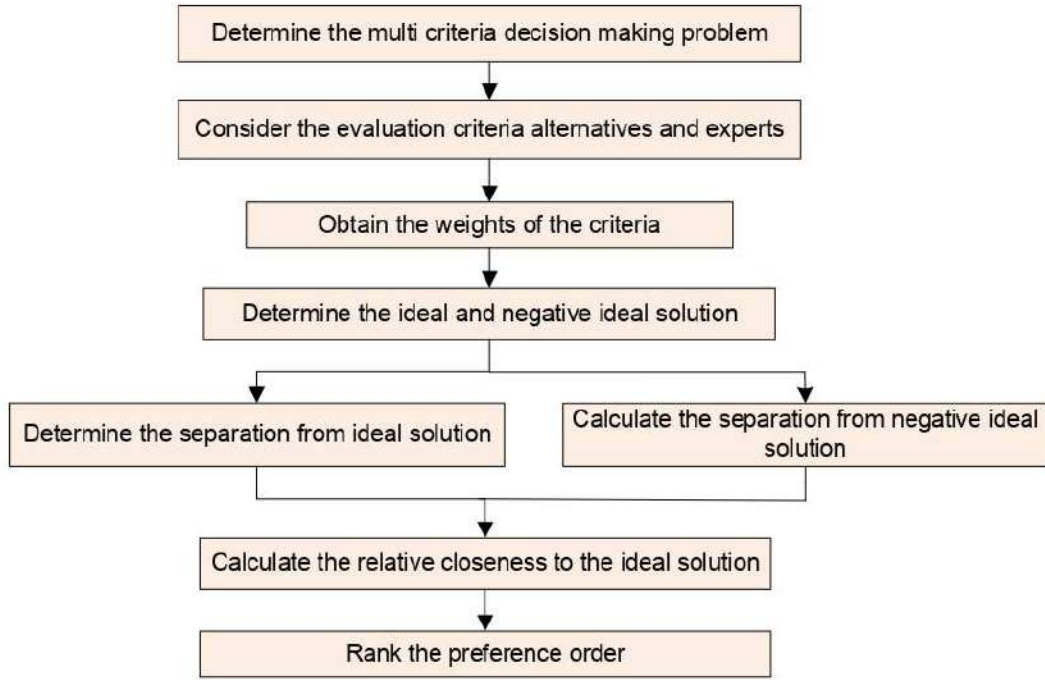 Determine the multi criteria decision making problem
Consider the evaluation criteria alternatives and experts
Obtain the weights of the criteria
Determine the ideal and negative ideal solution
Determine the separation from ideal solution
Calculate the separation from negative ideal
solution
Calculate the relative closeness to the ideal solution
Rank the preference order